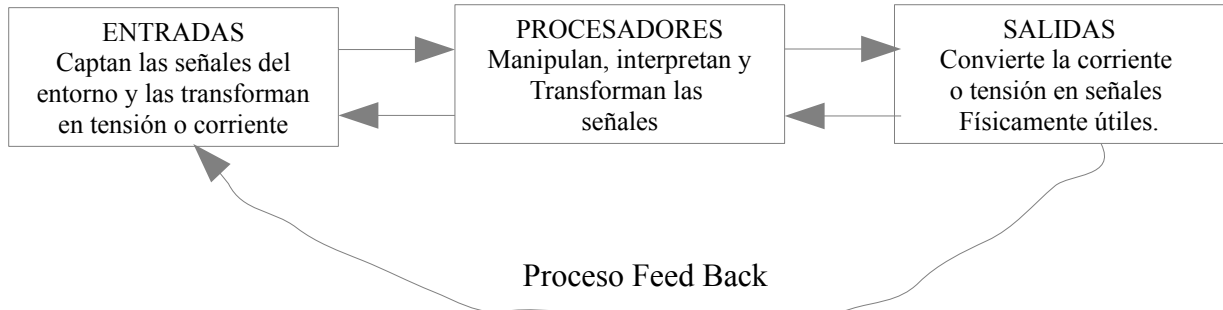 ENTRADAS
Captan las señales del
entorno y las transforman
en tensión o corriente
PROCESADORES
Manipulan, interpretan y
Transforman las
señales
SALIDAS
Convierte la corriente
o tensión en señales
Físicamente útiles.
Proceso Feed Back